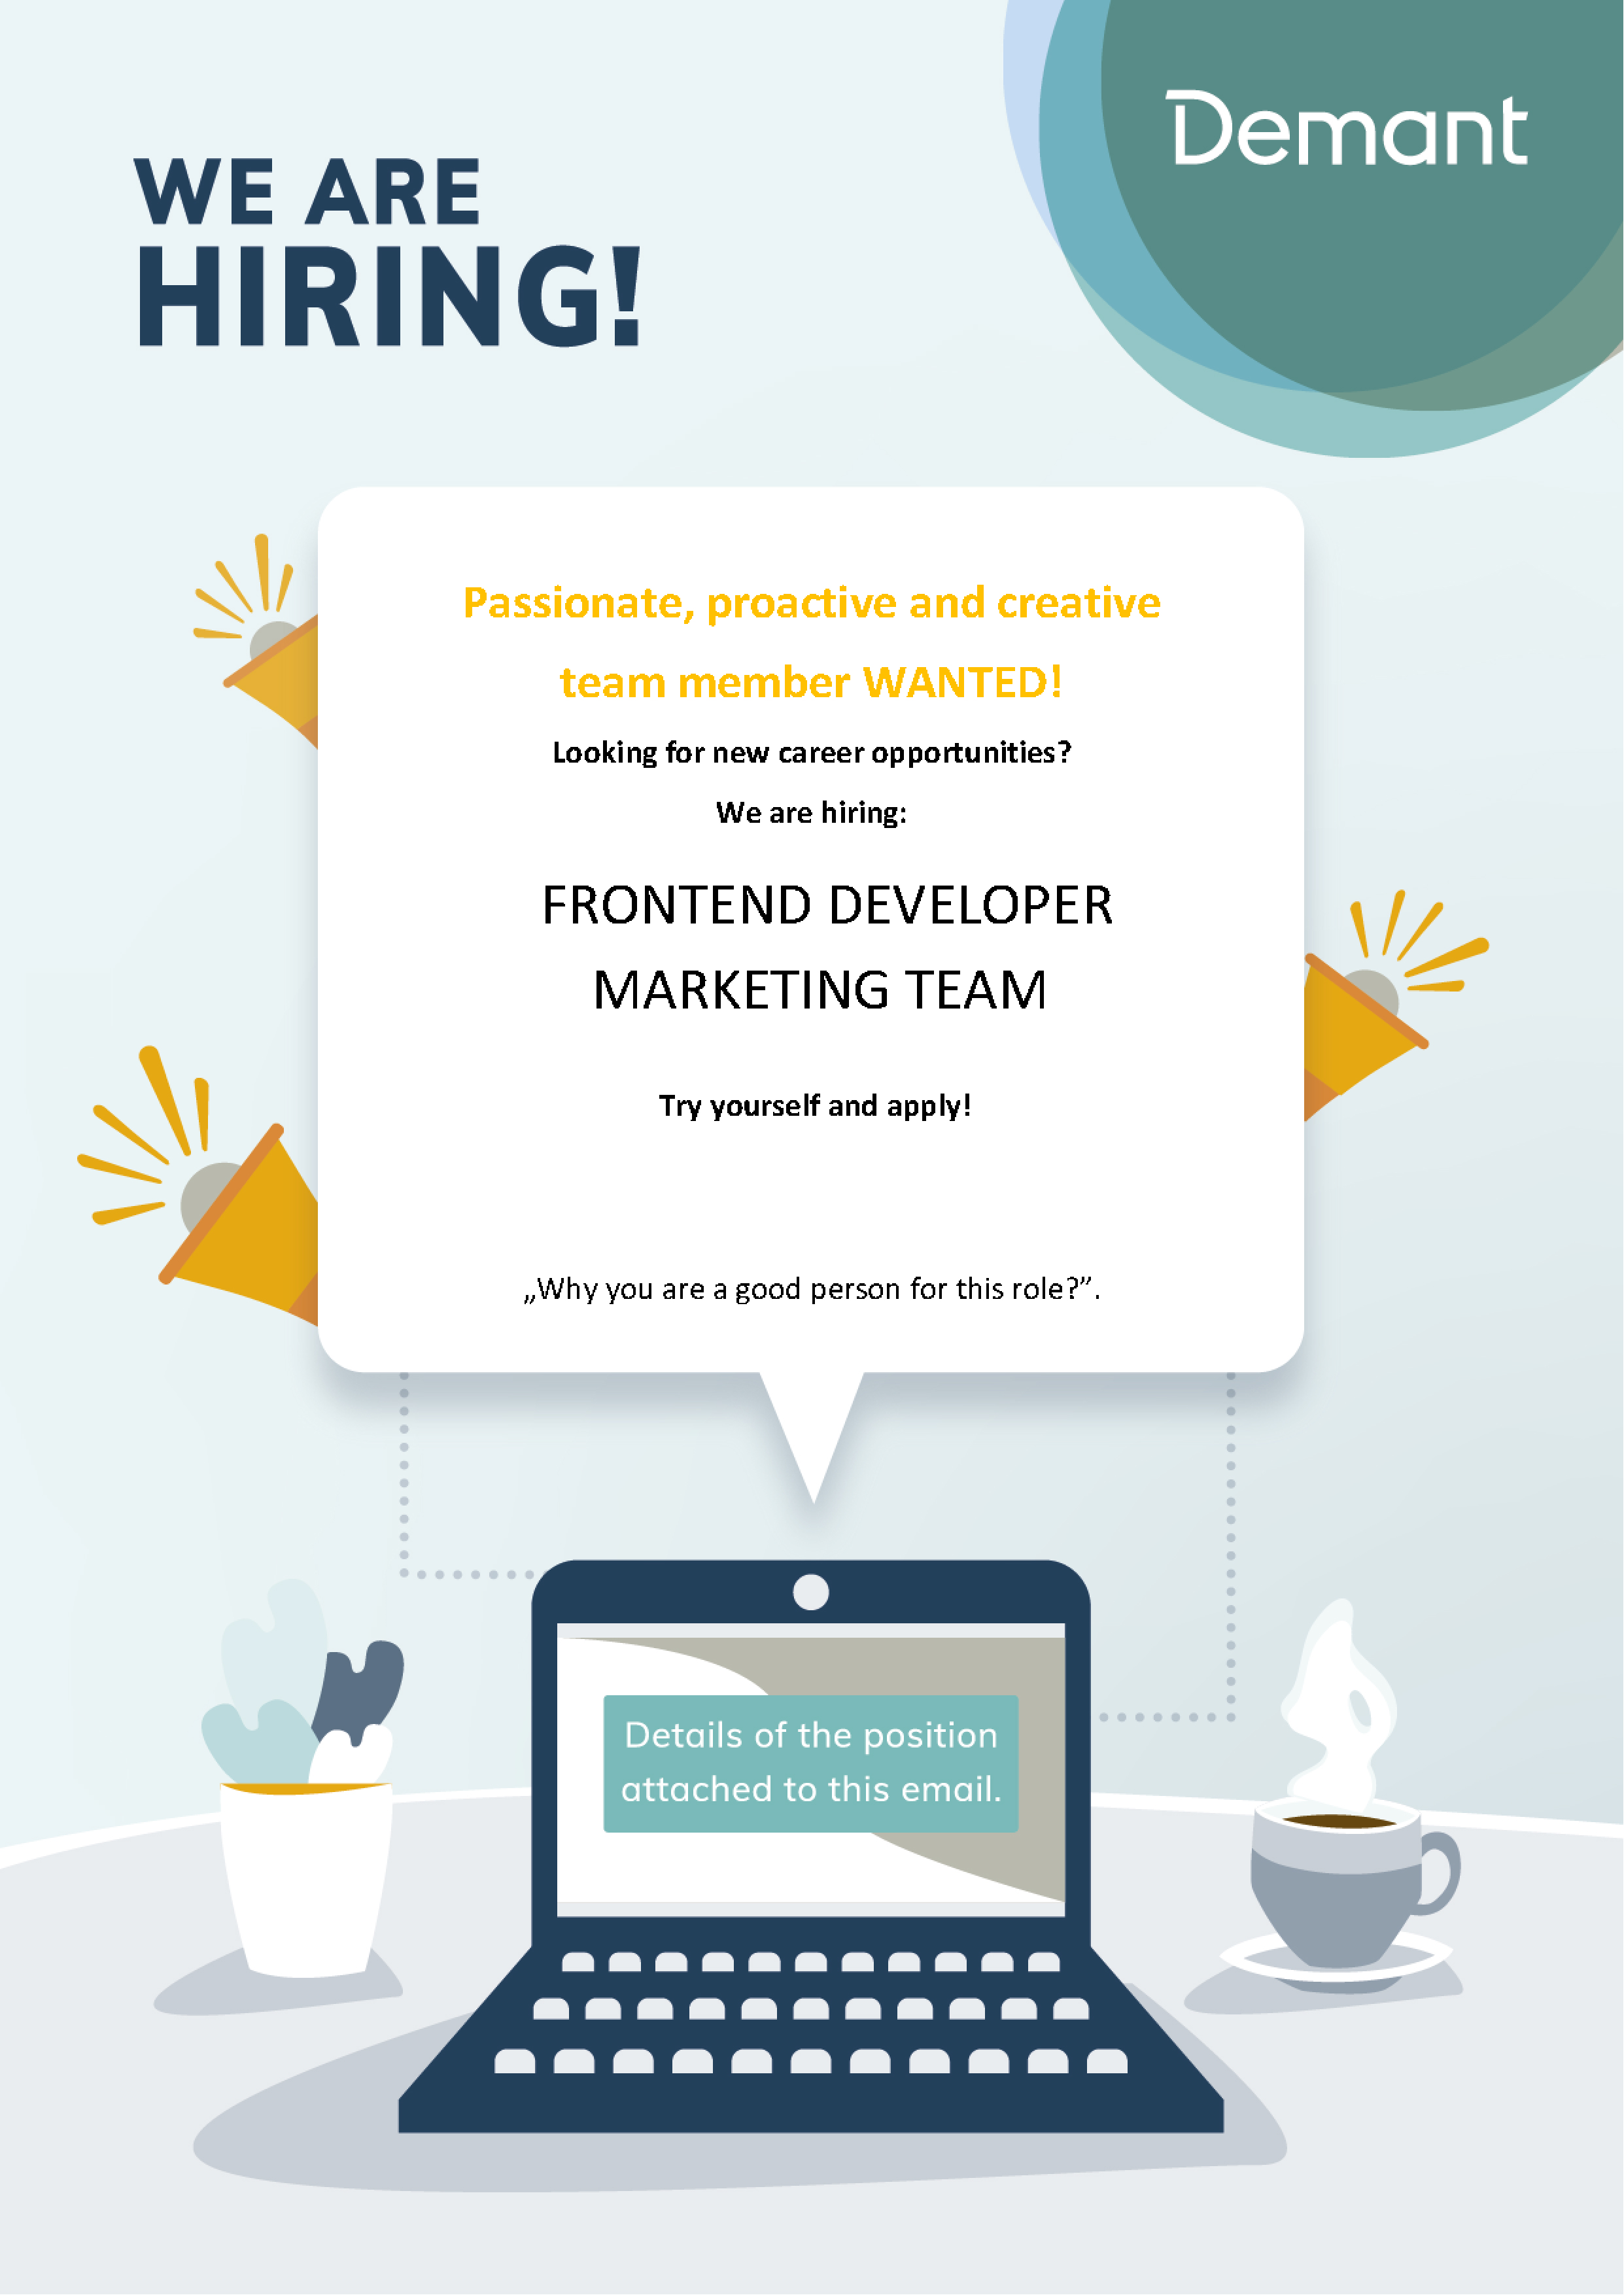 Demant
WE ARE
HIRING!
Passionate, proactive and creative
team member WANTED!
Looking for new career opportunities?
We are hiring:
FRONTEND DEVELOPER
MARKETING TEAM
Try yourself and apply!
„Why you are a good person for this role?”.
Details of the position
attached to this email.